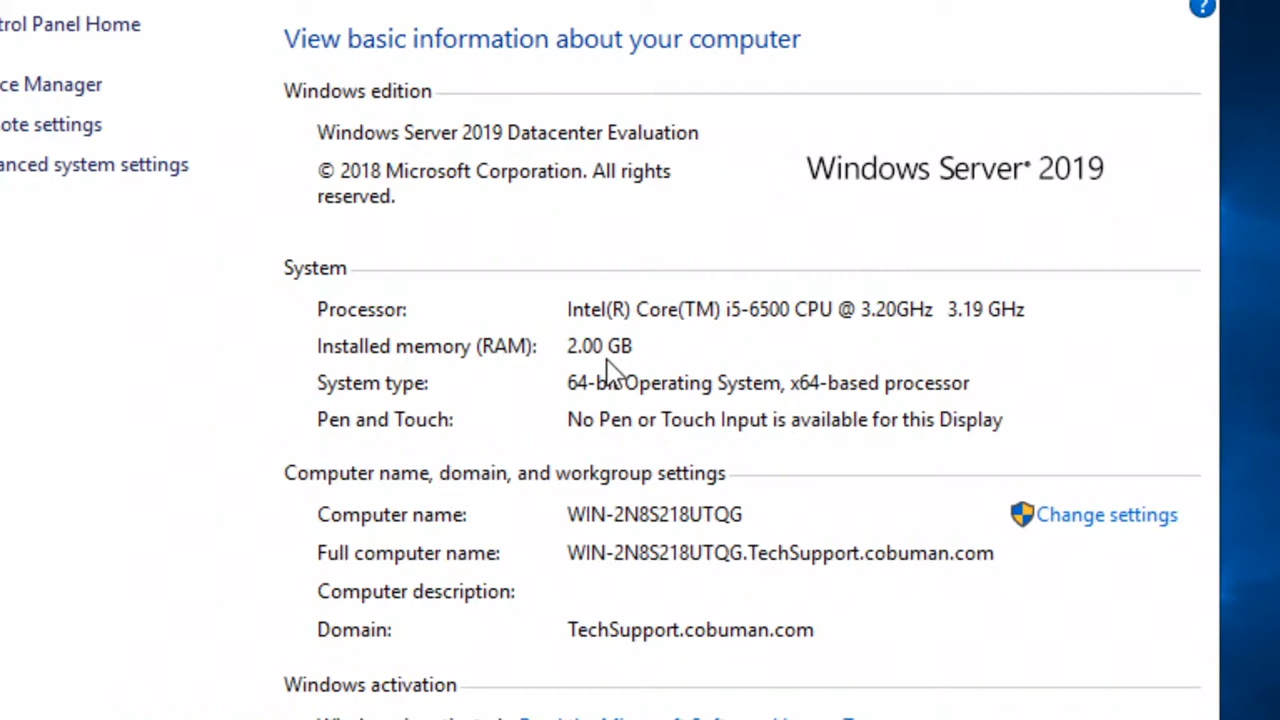 trol Panel Home
ce Manager
ote settings
anced system settings
?
View basic information about your computer
Windows edition
Windows Server 2019 Datacenter Evaluation
© 2018 Microsoft Corporation. All rights
reserved.
Windows Server® 2019
System
Processor: Intel(R) Core(TM) i5-6500 CPU @ 3.20GHz 3.19 GHz
Installed memory (RAM): 2.00 GB
System type: 64-bit Operating System, x64-based processor
Pen and Touch: No Pen or Touch Input is available for this Display
Computer name, domain, and workgroup settings
Computer name: WIN-2N8S218UTQG
Change settings
Full computer name: WIN-2N8S218UTQG.TechSupport.cobuman.com
Computer description:
Domain: TechSupport.cobuman.com
Windows activation